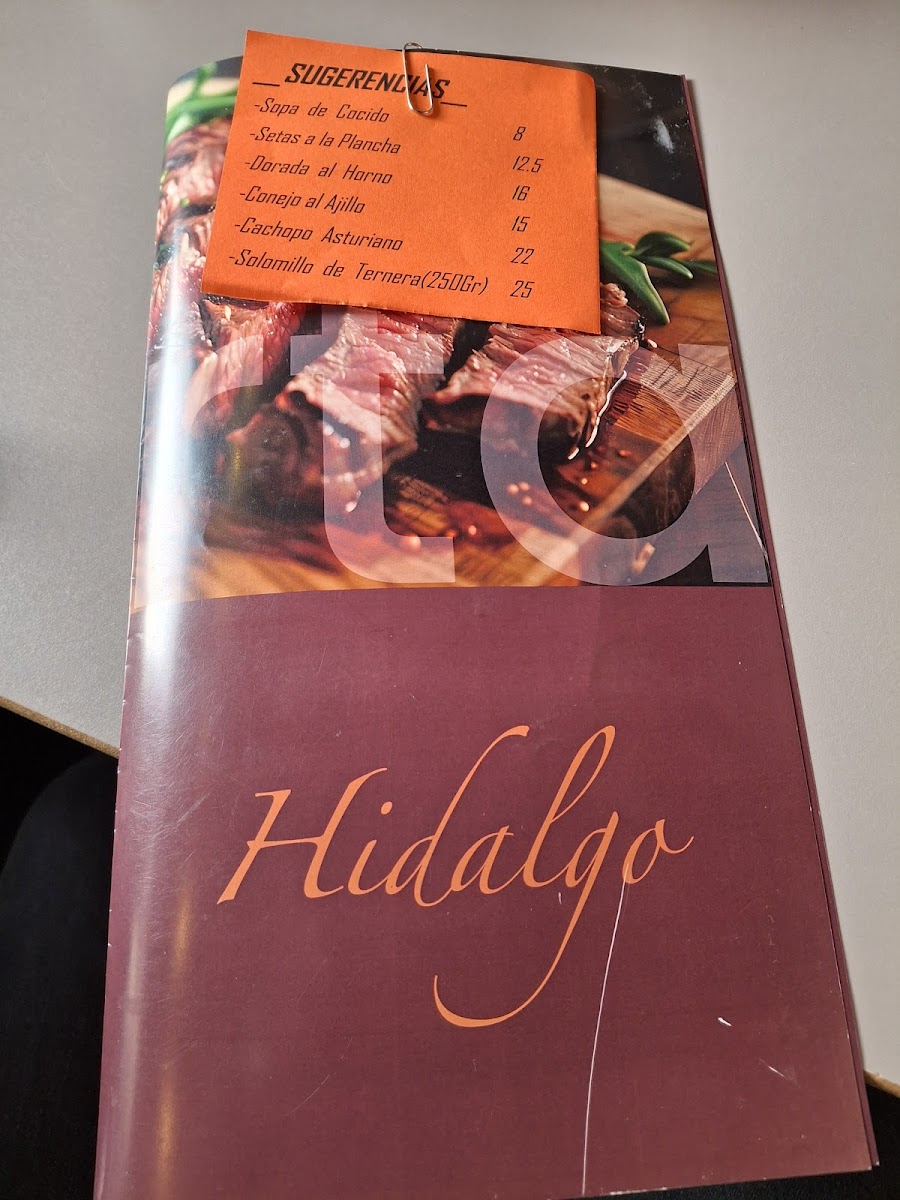 _ SUGERENCIAS _
-Sopa de Cocido 8
-Setas a la Plancha 12.5
-Dorada al Horno 16
-Conejo al Ajillo 15
-Cachopo Asturiano 22
-Solomillo de Ternera(250Gr) 25
rta
Hidalgo